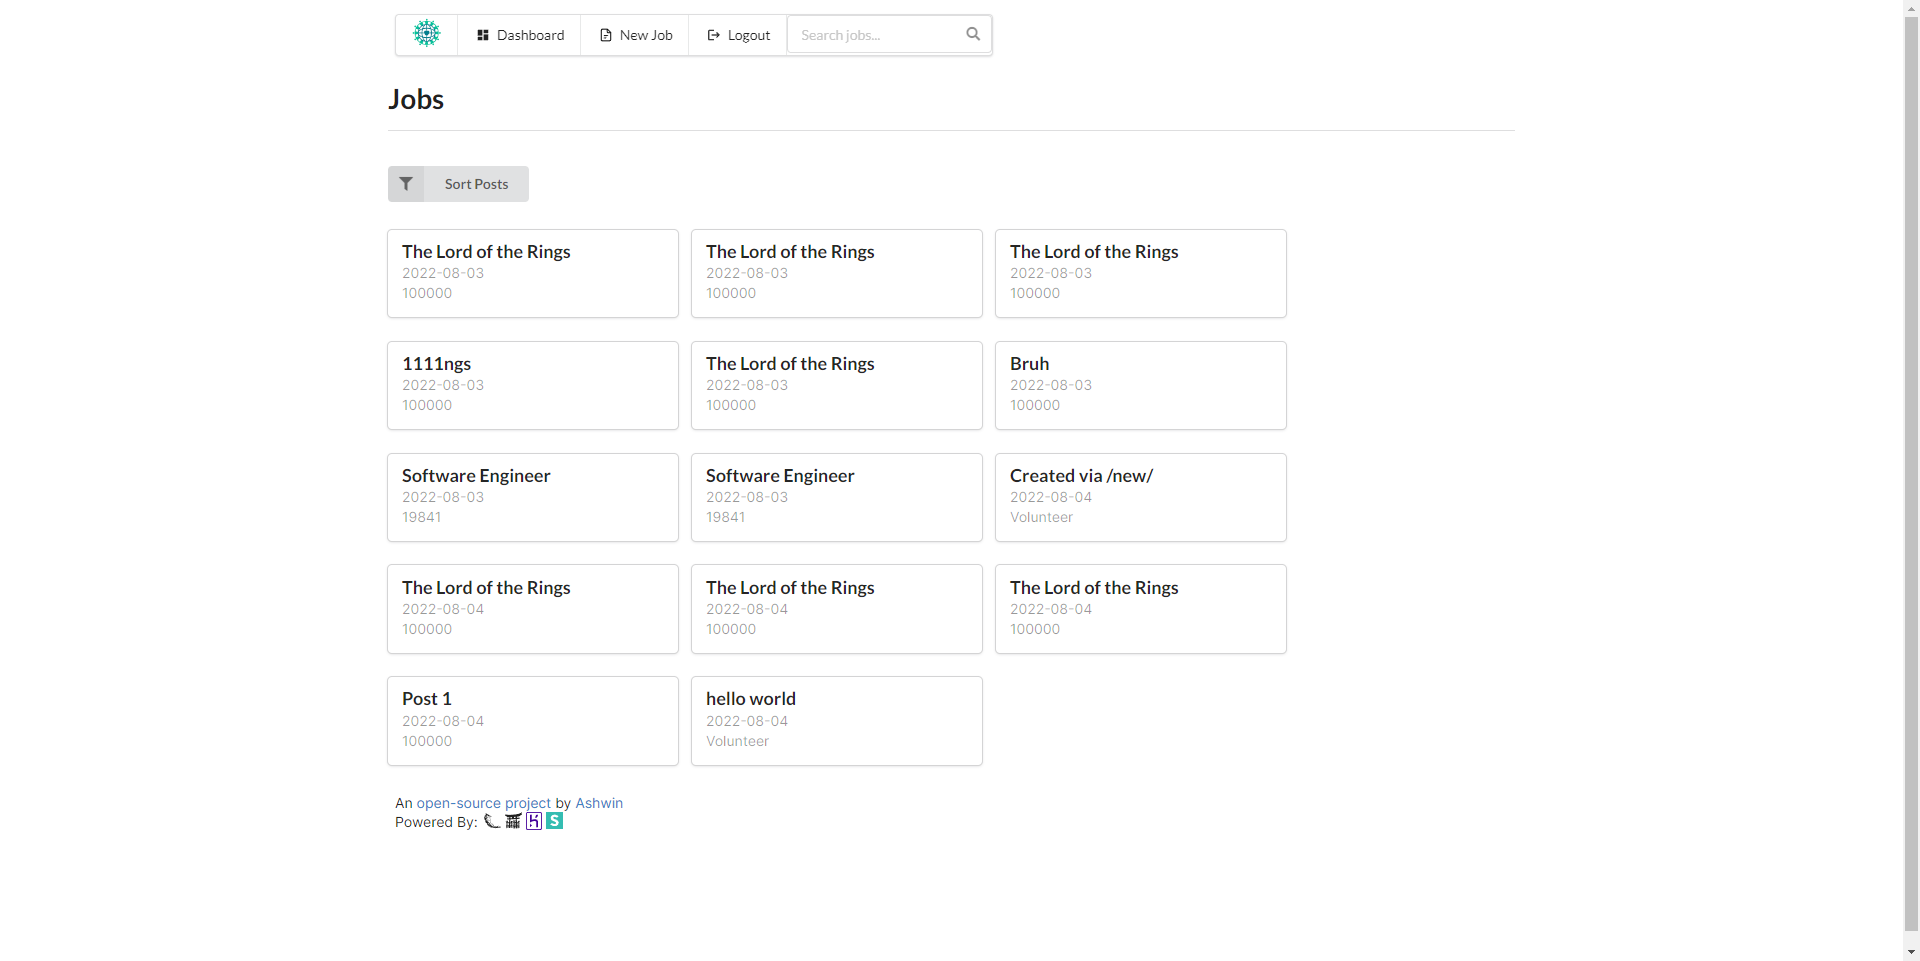 Dashboard New Job Logout Search jobs...
Jobs
Sort Posts
The Lord of the Rings
2022-08-03
100000
The Lord of the Rings
2022-08-03
100000
The Lord of the Rings
2022-08-03
100000
1111ngs
2022-08-03
100000
The Lord of the Rings
2022-08-03
100000
Bruh
2022-08-03
100000
Software Engineer
2022-08-03
19841
Software Engineer
2022-08-03
19841
Created via /new/
2022-08-04
Volunteer
The Lord of the Rings
2022-08-04
100000
The Lord of the Rings
2022-08-04
100000
The Lord of the Rings
2022-08-04
100000
Post 1
2022-08-04
100000
hello world
2022-08-04
Volunteer
An open-source project by Ashwin
Powered By: